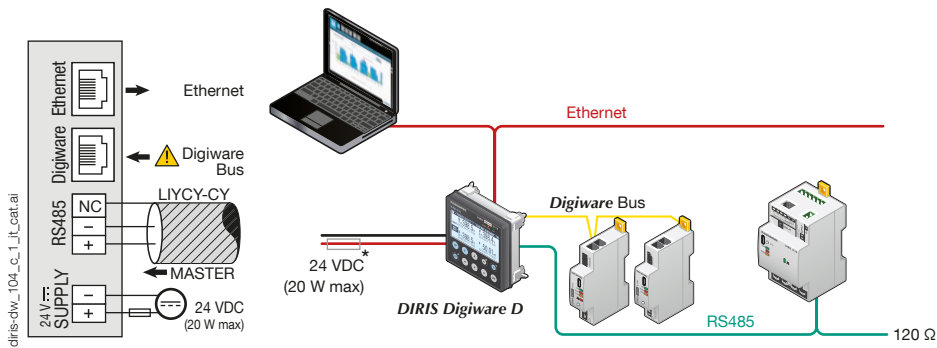 diris-dw_104_c_1_it_cat.ai
Ethernet
Ethernet
Digiware
Digiware
Bus
RS485
NC
–
+
LIYCY-CY
MASTER
24 V
SUPPLY
–
+
24 VDC
(20 W max)
Ethernet
Digiware Bus
*
24 VDC
(20 W max)
DIRIS Digiware D
RS485
120 Ω